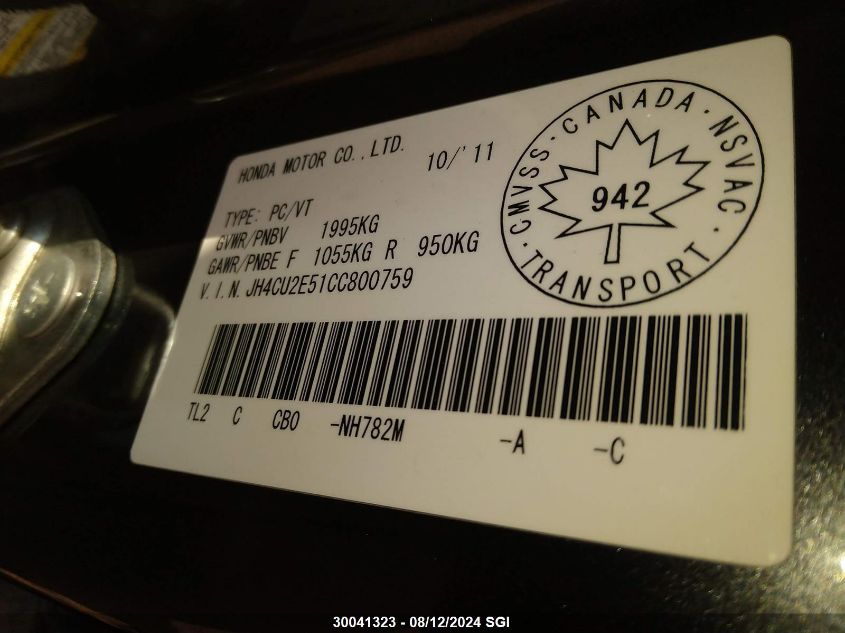 HONDA MOTOR CO.,LTD. 10/'11
TYPE: PC/VT
GVWR/PNBV 1995KG
GAWR/PNBE F 1055KG R 950KG
V.I.N. JH4CU2E51CC800759
CANADA · NSVAC · TRANSPORT · CMVSS ·
942
TL2 C CBO -NH782M -A -C
30041323 - 08/12/2024 SGI